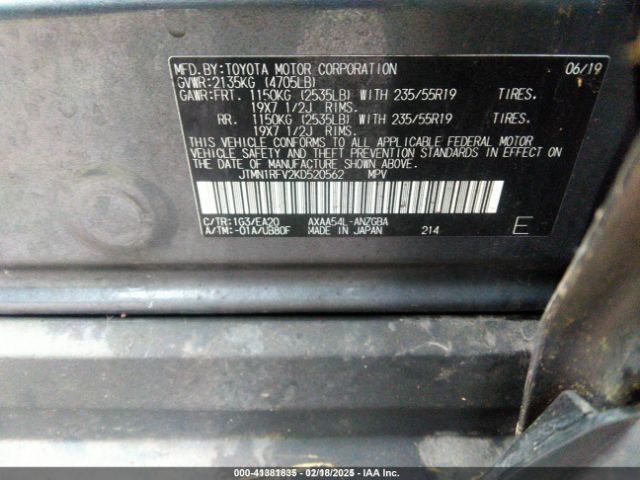 MFD.BY:TOYOTA MOTOR CORPORATION 06/19
GVWR:2135KG (4705LB)
GAWR:FRT. 1150KG (2535LB) WITH 235/55R19 TIRES.
19X7 1/2J RIMS.
RR. 1150KG (2535LB) WITH 235/55R19 TIRES.
19X7 1/2J RIMS.
THIS VEHICLE CONFORMS TO ALL APPLICABLE FEDERAL MOTOR
VEHICLE SAFETY AND THEFT PREVENTION STANDARDS IN EFFECT ON
THE DATE OF MANUFACTURE SHOWN ABOVE.
JTMN1RFV2KD520562 MPV
C/TR:1G3/EA20 AXAA54L-ANZGBA
A/TM:-01A/UB80F MADE IN JAPAN 214 E
000-41381835 - 02/18/2025 - IAA Inc.